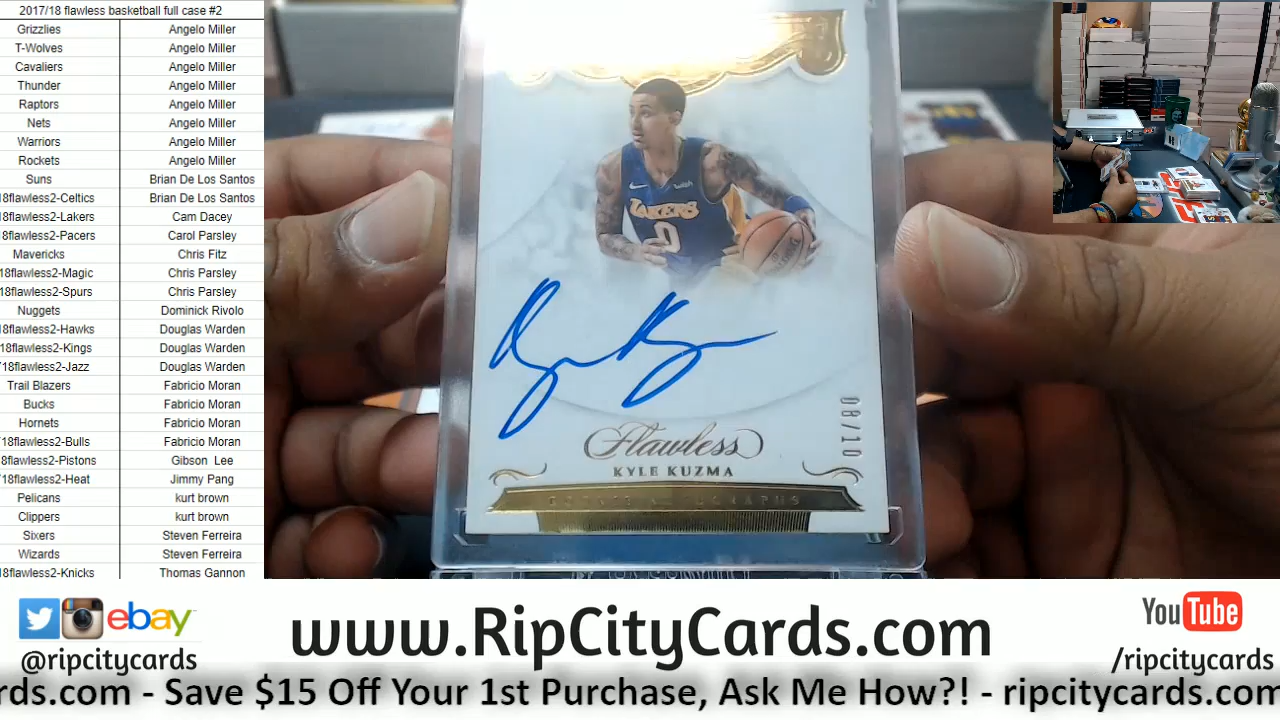 2017/18 flawless basketball full case #2
Grizzlies Angelo Miller
T-Wolves Angelo Miller
Cavaliers Angelo Miller
Thunder Angelo Miller
Raptors Angelo Miller
Nets Angelo Miller
Warriors Angelo Miller
Rockets Angelo Miller
Suns Brian De Los Santos
18flawless2-Celtics Brian De Los Santos
18flawless2-Lakers Cam Dacey
18flawless2-Pacers Carol Parsley
Mavericks Chris Fitz
18flawless2-Magic Chris Parsley
18flawless2-Spurs Chris Parsley
Nuggets Dominick Rivolo
18flawless2-Hawks Douglas Warden
18flawless2-Kings Douglas Warden
18flawless2-Jazz Douglas Warden
Trail Blazers Fabricio Moran
Bucks Fabricio Moran
Hornets Fabricio Moran
18flawless2-Bulls Fabricio Moran
18flawless2-Pistons Gibson Lee
18flawless2-Heat Jimmy Pang
Pelicans kurt brown
Clippers kurt brown
Sixers Steven Ferreira
Wizards Steven Ferreira
18flawless2-Knicks Thomas Gannon
LAKERS
0
08/10
Flawless
KYLE KUZMA
ebay
@ripcitycards
www.RipCityCards.com
YouTube
/ripcitycards
rds.com - Save $15 Off Your 1st Purchase, Ask Me How?! - ripcitycards.com